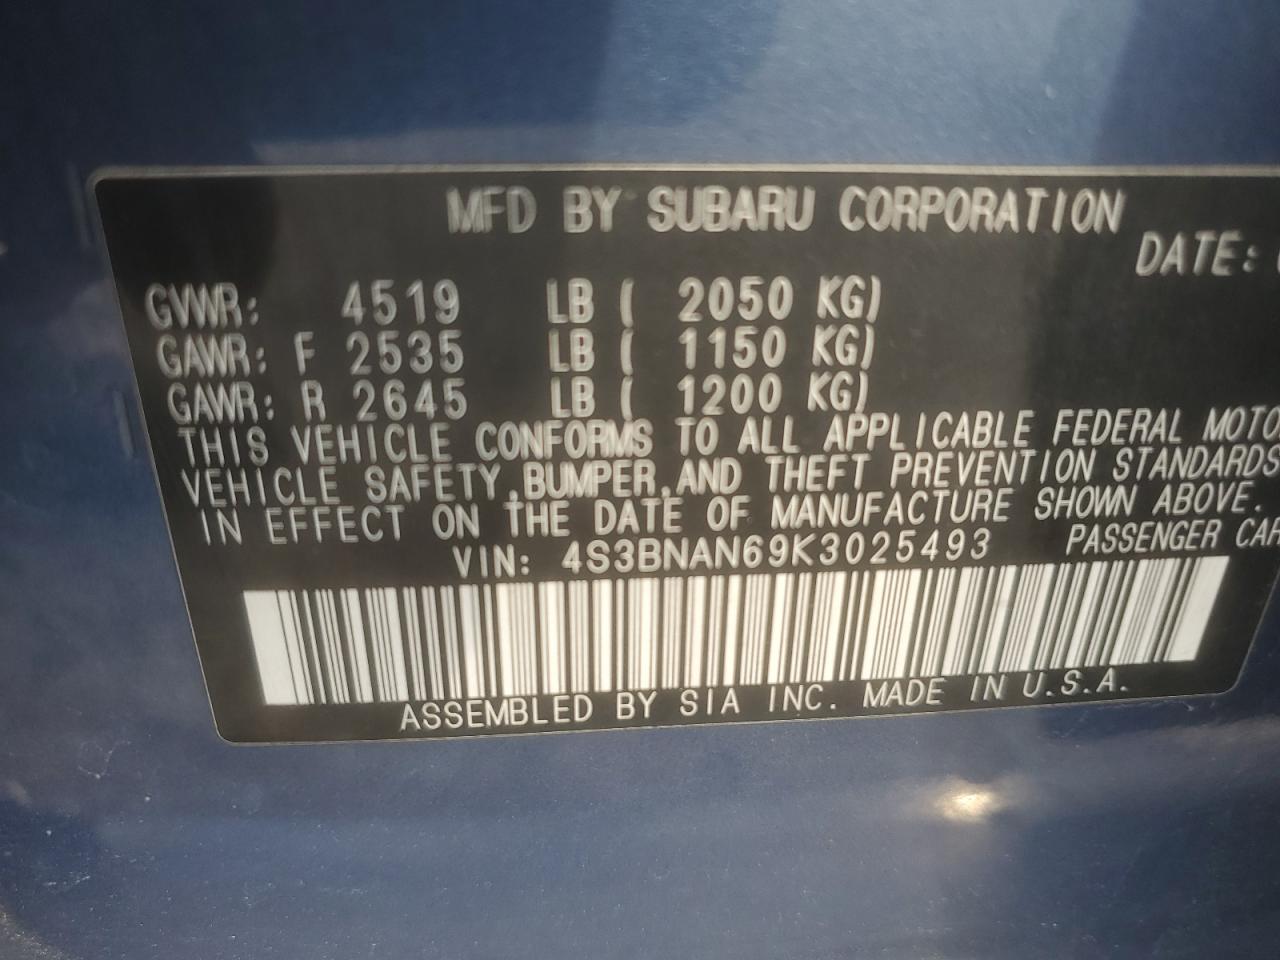 MFD BY SUBARU CORPORATION
DATE:
GVWR: 4519 LB ( 2050 KG)
GAWR: F 2535 LB ( 1150 KG)
GAWR: R 2645 LB ( 1200 KG)
THIS VEHICLE CONFORMS TO ALL APPLICABLE FEDERAL MOTO
VEHICLE SAFETY,BUMPER,AND THEFT PREVENTION STANDARDS
IN EFFECT ON THE DATE OF MANUFACTURE SHOWN ABOVE.
VIN: 4S3BNAN69K3025493 PASSENGER CAR
ASSEMBLED BY SIA INC. MADE IN U.S.A.